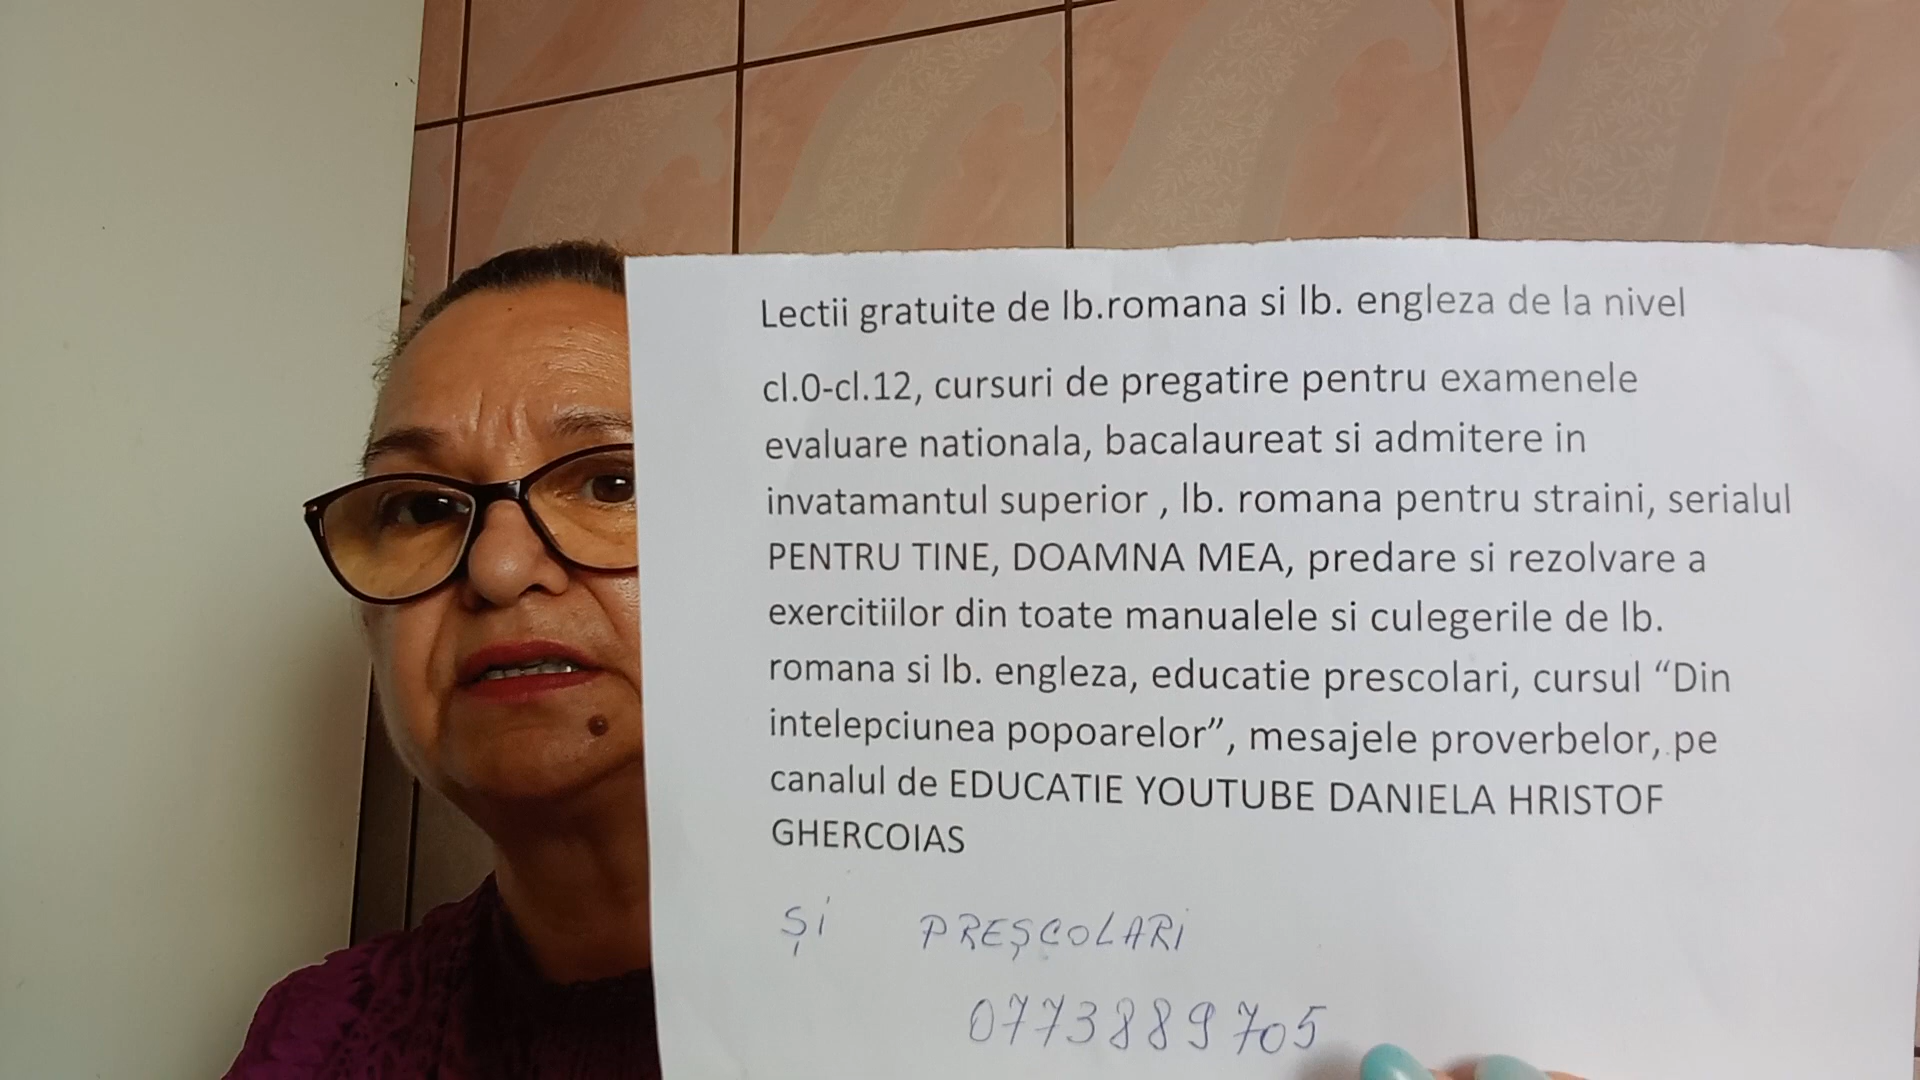 Lectii gratuite de lb.romana si lb. engleza de la nivel
cl.0-cl.12, cursuri de pregatire pentru examenele
evaluare nationala, bacalaureat si admitere in
invatamantul superior , lb. romana pentru straini, serialul
PENTRU TINE, DOAMNA MEA, predare si rezolvare a
exercitiilor din toate manualele si culegerile de lb.
romana si lb. engleza, educatie prescolari, cursul “Din
intelepciunea popoarelor”, mesajele proverbelor, pe
canalul de EDUCATIE YOUTUBE DANIELA HRISTOF
GHERCOIAS
ȘI PREȘCOLARI
0773889705